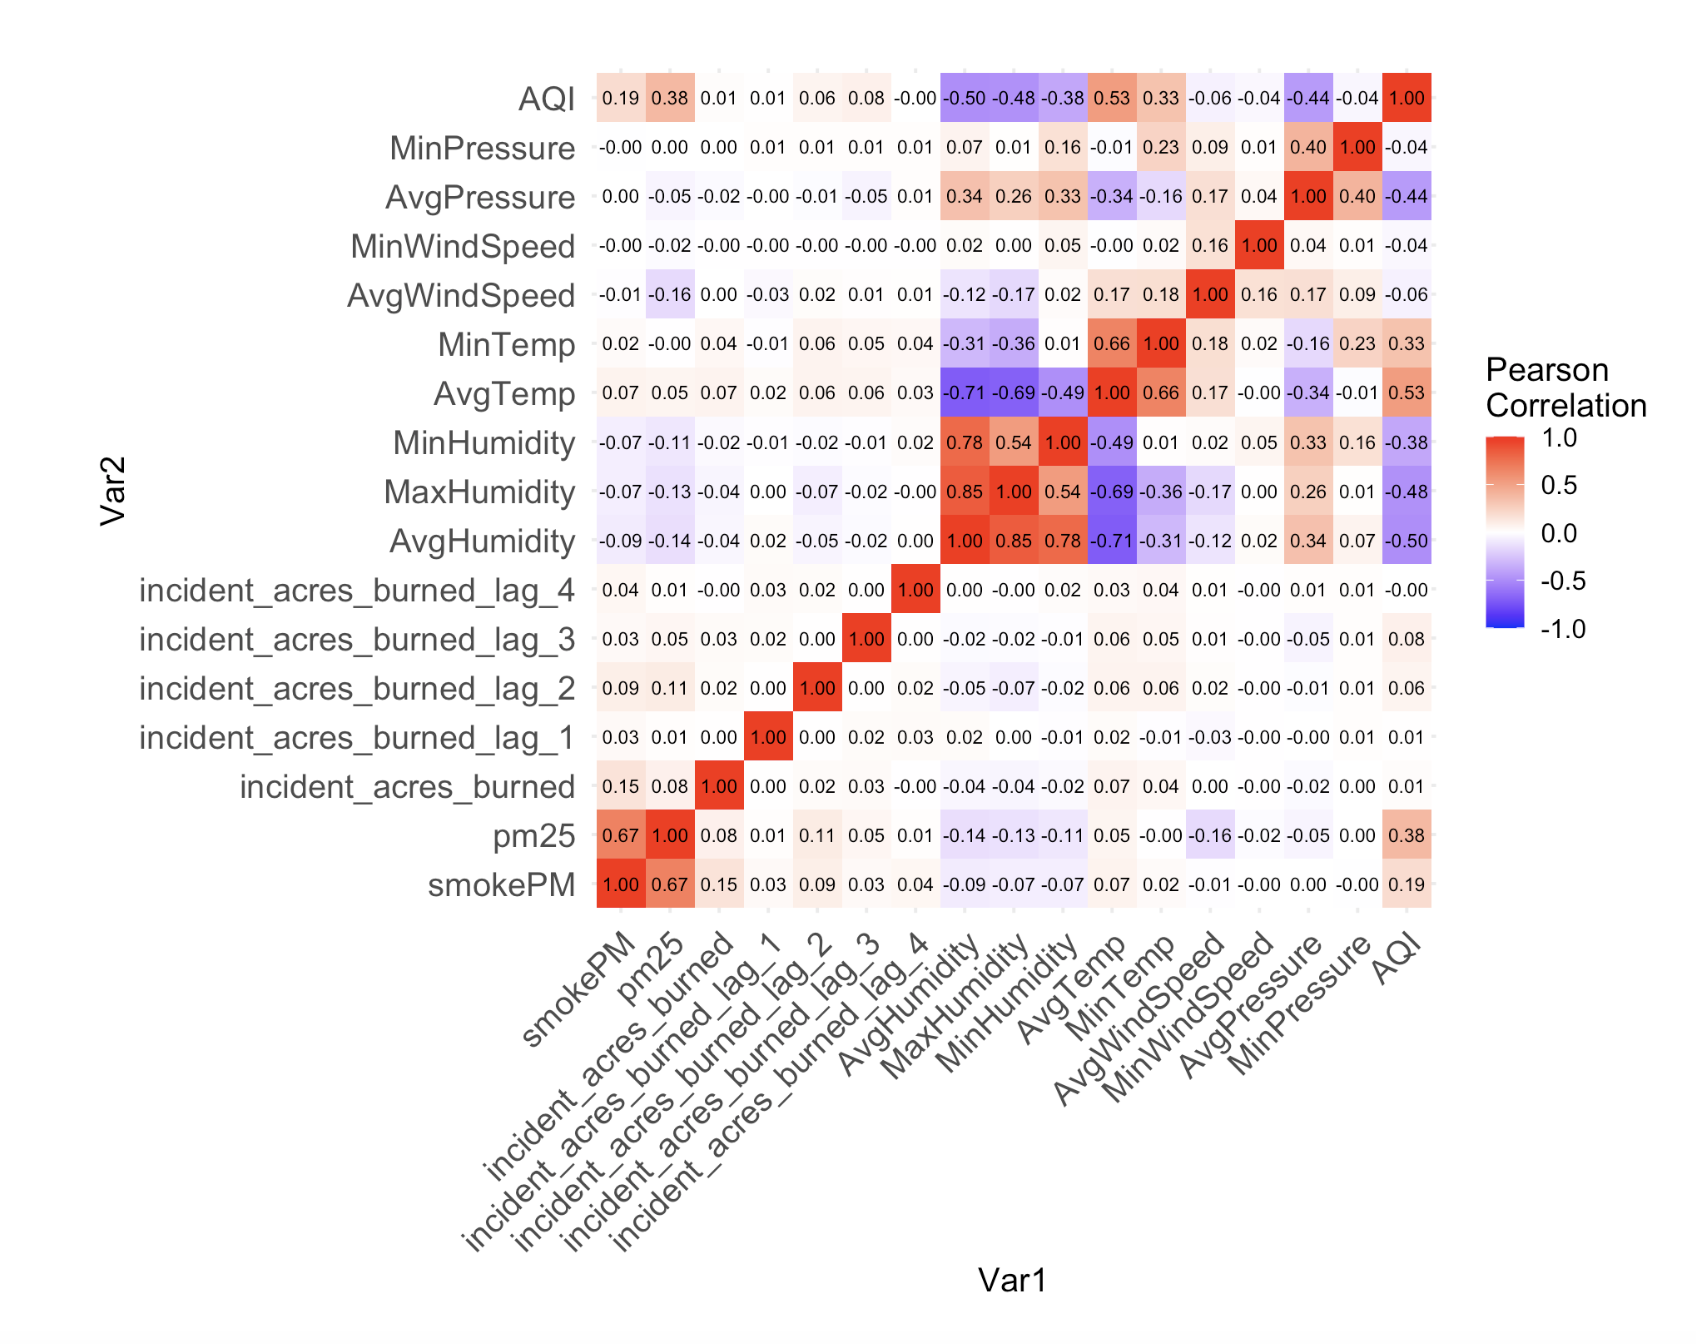 AQI 0.19 0.38 0.01 0.01 0.06 0.08 -0.00 -0.50 -0.48 -0.38 0.53 0.33 -0.06 -0.04 -0.44 -0.04 1.00
MinPressure -0.00 0.00 0.00 0.01 0.01 0.01 0.01 0.07 0.01 0.16 -0.01 0.23 0.09 0.01 0.40 1.00 -0.04
AvgPressure 0.00 -0.05 -0.02 -0.00 -0.01 -0.05 0.01 0.34 0.26 0.33 -0.34 -0.16 0.17 0.04 1.00 0.40 -0.44
MinWindSpeed -0.00 -0.02 -0.00 -0.00 -0.00 -0.00 -0.00 0.02 0.00 0.05 -0.00 0.02 0.16 1.00 0.04 0.01 -0.04
AvgWindSpeed -0.01 -0.16 0.00 -0.03 0.02 0.01 0.01 -0.12 -0.17 0.02 0.17 0.18 1.00 0.16 0.17 0.09 -0.06
MinTemp 0.02 -0.00 0.04 -0.01 0.06 0.05 0.04 -0.31 -0.36 0.01 0.66 1.00 0.18 0.02 -0.16 0.23 0.33
AvgTemp 0.07 0.05 0.07 0.02 0.06 0.06 0.03 -0.71 -0.69 -0.49 1.00 0.66 0.17 -0.00 -0.34 -0.01 0.53
MinHumidity -0.07 -0.11 -0.02 -0.01 -0.02 -0.01 0.02 0.78 0.54 1.00 -0.49 0.01 0.02 0.05 0.33 0.16 -0.38
MaxHumidity -0.07 -0.13 -0.04 0.00 -0.07 -0.02 -0.00 0.85 1.00 0.54 -0.69 -0.36 -0.17 0.00 0.26 0.01 -0.48
AvgHumidity -0.09 -0.14 -0.04 0.02 -0.05 -0.02 0.00 1.00 0.85 0.78 -0.71 -0.31 -0.12 0.02 0.34 0.07 -0.50
incident_acres_burned_lag_4 0.04 0.01 -0.00 0.03 0.02 0.00 1.00 0.00 -0.00 0.02 0.03 0.04 0.01 -0.00 0.01 0.01 -0.00
incident_acres_burned_lag_3 0.03 0.05 0.03 0.02 0.00 1.00 0.00 -0.02 -0.02 -0.01 0.06 0.05 0.01 -0.00 -0.05 0.01 0.08
incident_acres_burned_lag_2 0.09 0.11 0.02 0.00 1.00 0.00 0.02 -0.05 -0.07 -0.02 0.06 0.06 0.02 -0.00 -0.01 0.01 0.06
incident_acres_burned_lag_1 0.03 0.01 0.00 1.00 0.00 0.02 0.03 0.02 0.00 -0.01 0.02 -0.01 -0.03 -0.00 -0.00 0.01 0.01
incident_acres_burned 0.15 0.08 1.00 0.00 0.02 0.03 -0.00 -0.04 -0.04 -0.02 0.07 0.04 0.00 -0.00 -0.02 0.00 0.01
pm25 0.67 1.00 0.08 0.01 0.11 0.05 0.01 -0.14 -0.13 -0.11 0.05 -0.00 -0.16 -0.02 -0.05 0.00 0.38
smokePM 1.00 0.67 0.15 0.03 0.09 0.03 0.04 -0.09 -0.07 -0.07 0.07 0.02 -0.01 -0.00 0.00 -0.00 0.19
Var2
smokePM
pm25
incident_acres_burned
incident_acres_burned_lag_1
incident_acres_burned_lag_2
incident_acres_burned_lag_3
incident_acres_burned_lag_4
AvgHumidity
MaxHumidity
MinHumidity
AvgTemp
MinTemp
AvgWindSpeed
MinWindSpeed
AvgPressure
MinPressure
AQI
Var1
Pearson
Correlation
1.0
0.5
0.0
-0.5
-1.0